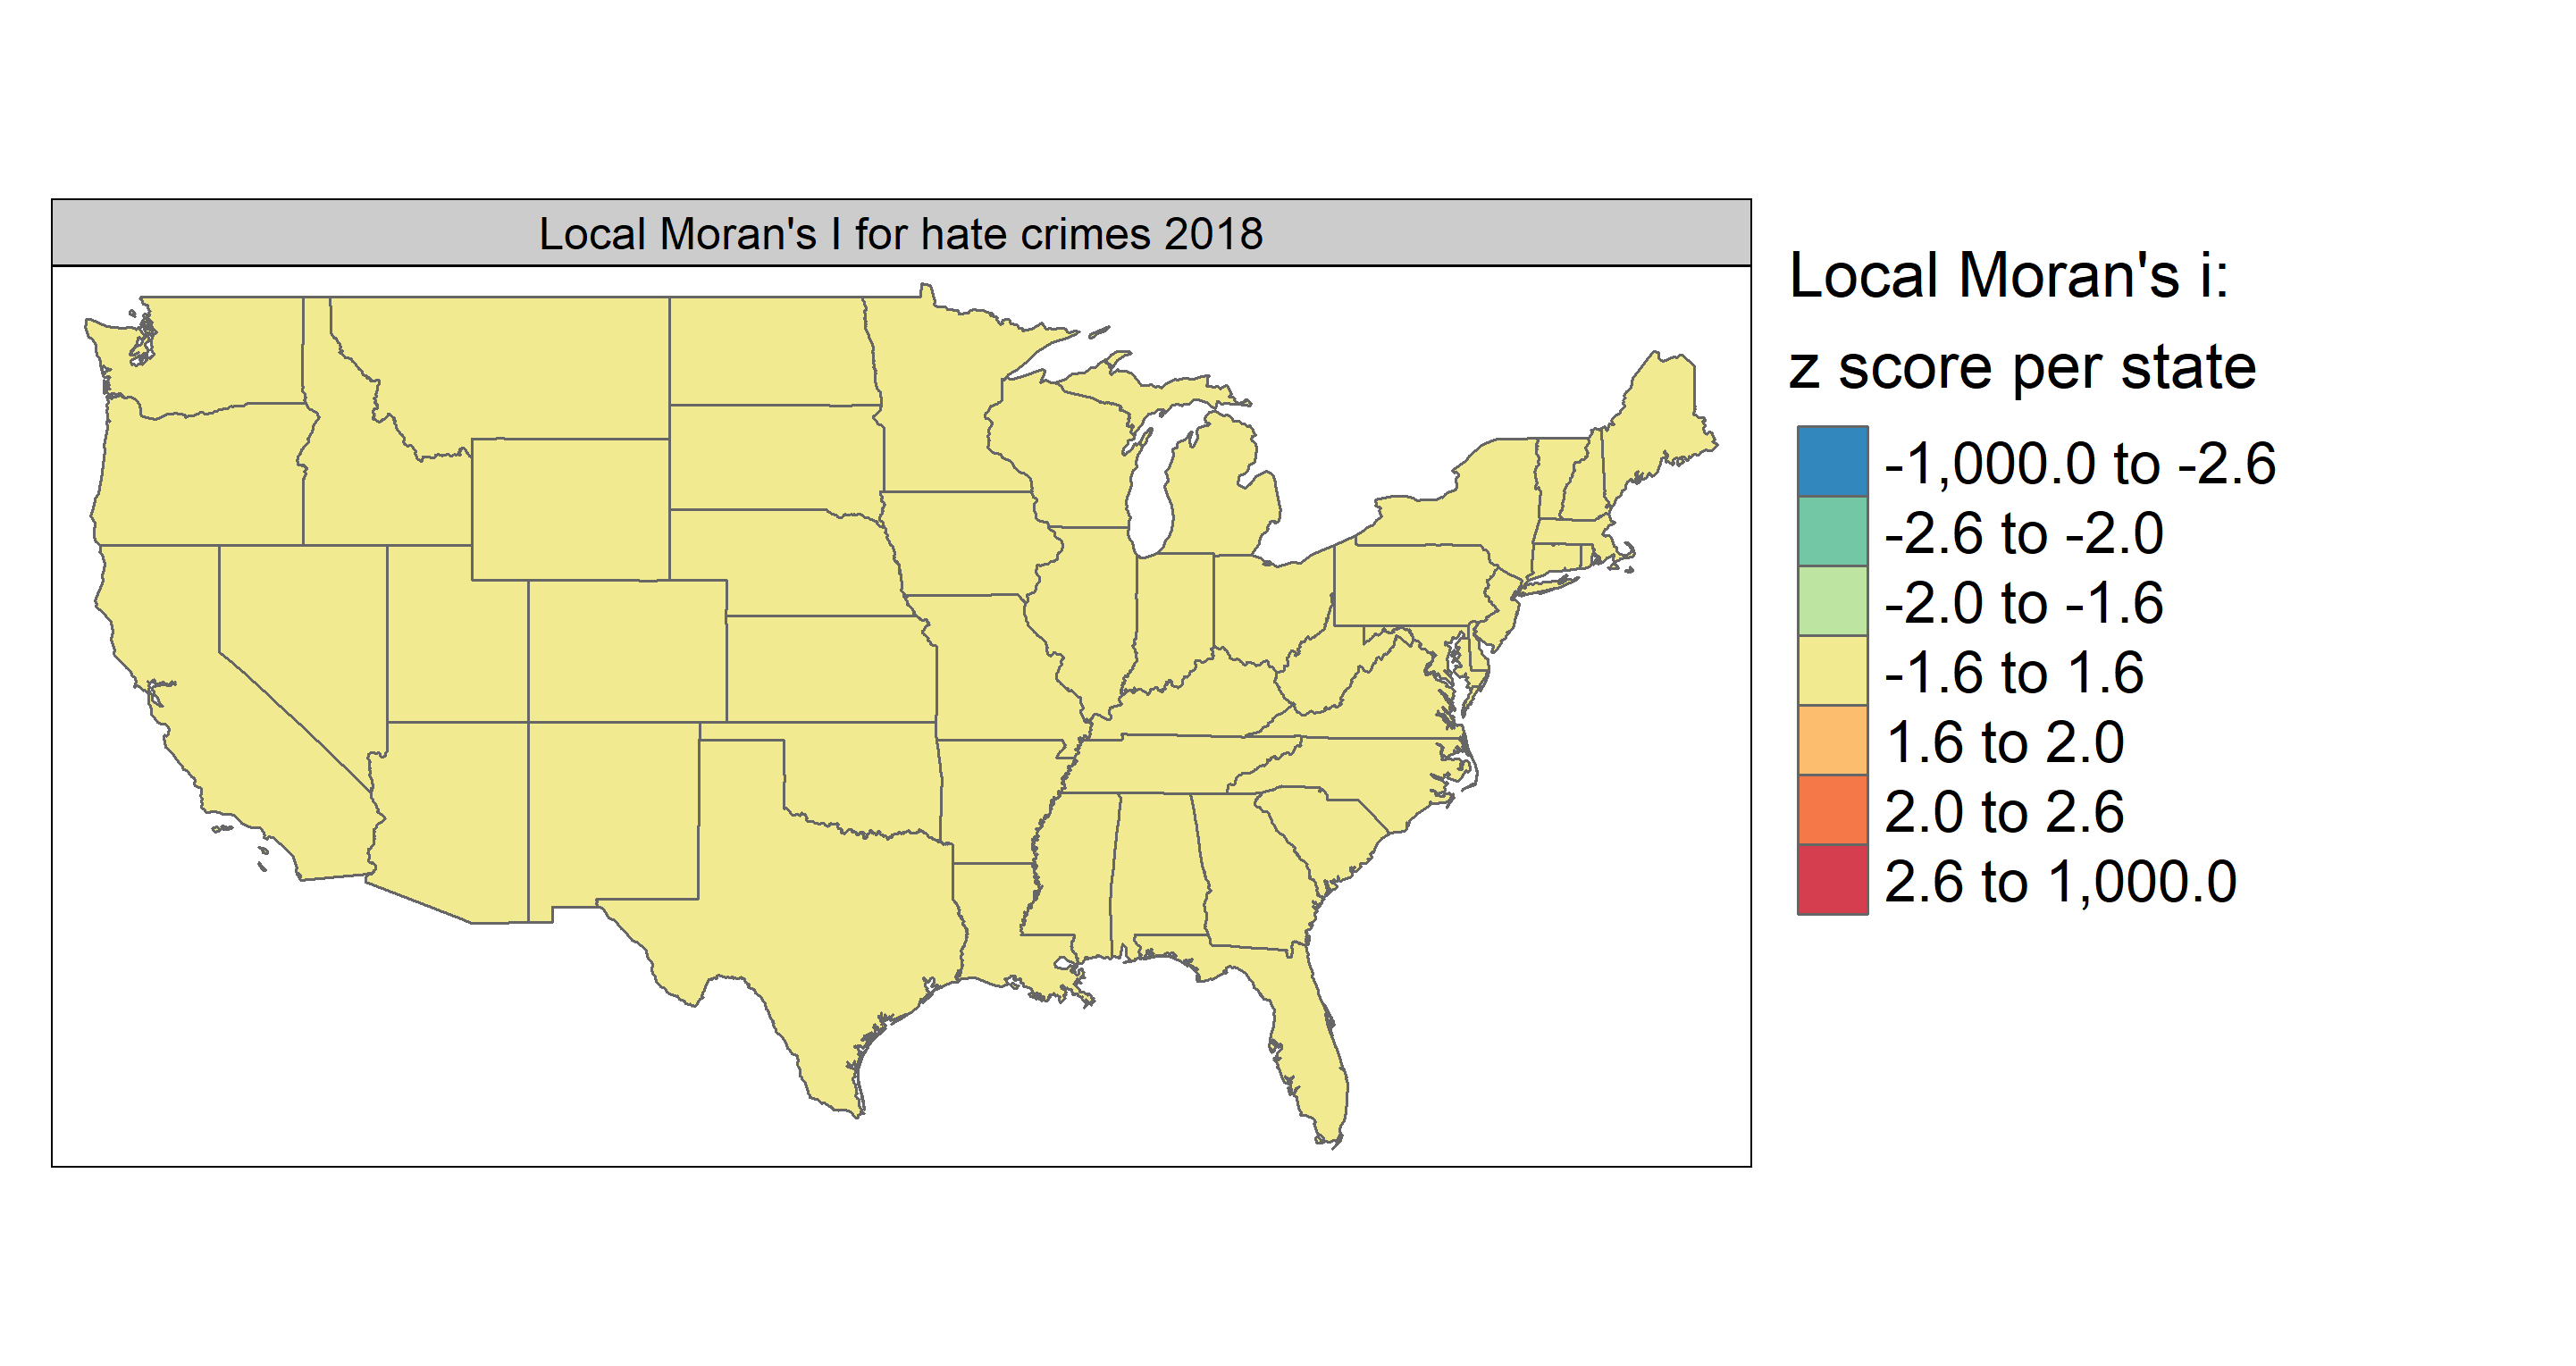 Local Moran's I for hate crimes 2018
Local Moran's i:
z score per state
-1,000.0 to -2.6
-2.6 to -2.0
-2.0 to -1.6
-1.6 to 1.6
1.6 to 2.0
2.0 to 2.6
2.6 to 1,000.0